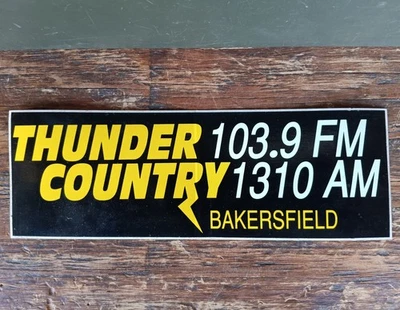 THUNDER 103.9 FM
COUNTRY 1310 AM
BAKERSFIELD